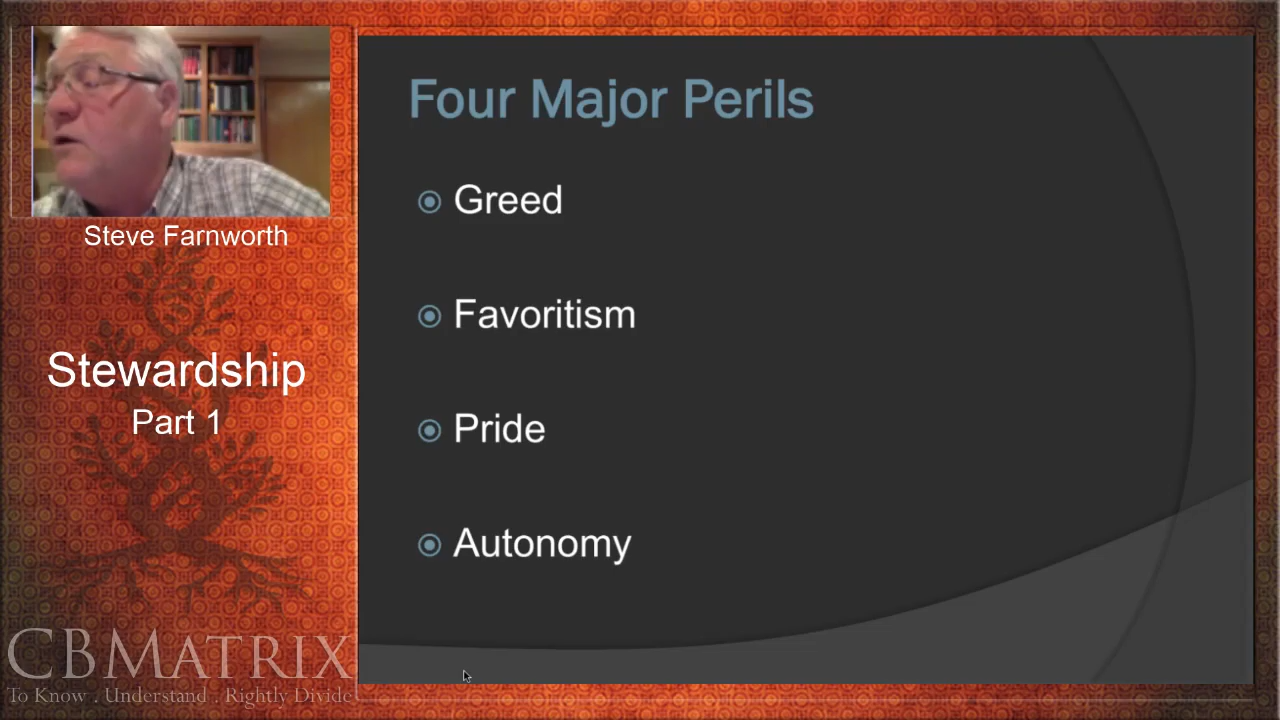 Steve Farnworth
Stewardship
Part 1
CBMATRIX
To Know . Understand . Rightly Divide
Four Major Perils
Greed
Favoritism
Pride
Autonomy